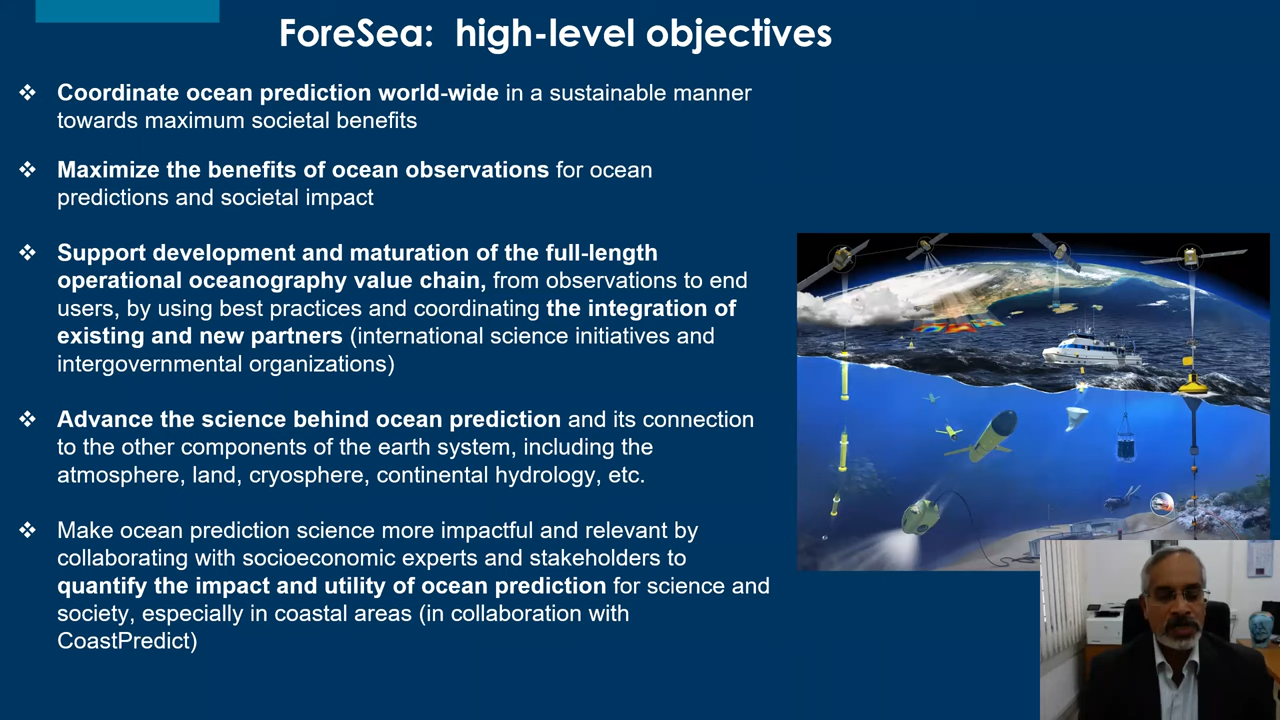 ForeSea: high-level objectives
❖ Coordinate ocean prediction world-wide in a sustainable manner
towards maximum societal benefits
❖ Maximize the benefits of ocean observations for ocean
predictions and societal impact
❖ Support development and maturation of the full-length
operational oceanography value chain, from observations to end
users, by using best practices and coordinating the integration of
existing and new partners (international science initiatives and
intergovernmental organizations)
❖ Advance the science behind ocean prediction and its connection
to the other components of the earth system, including the
atmosphere, land, cryosphere, continental hydrology, etc.
❖ Make ocean prediction science more impactful and relevant by
collaborating with socioeconomic experts and stakeholders to
quantify the impact and utility of ocean prediction for science and
society, especially in coastal areas (in collaboration with
CoastPredict)